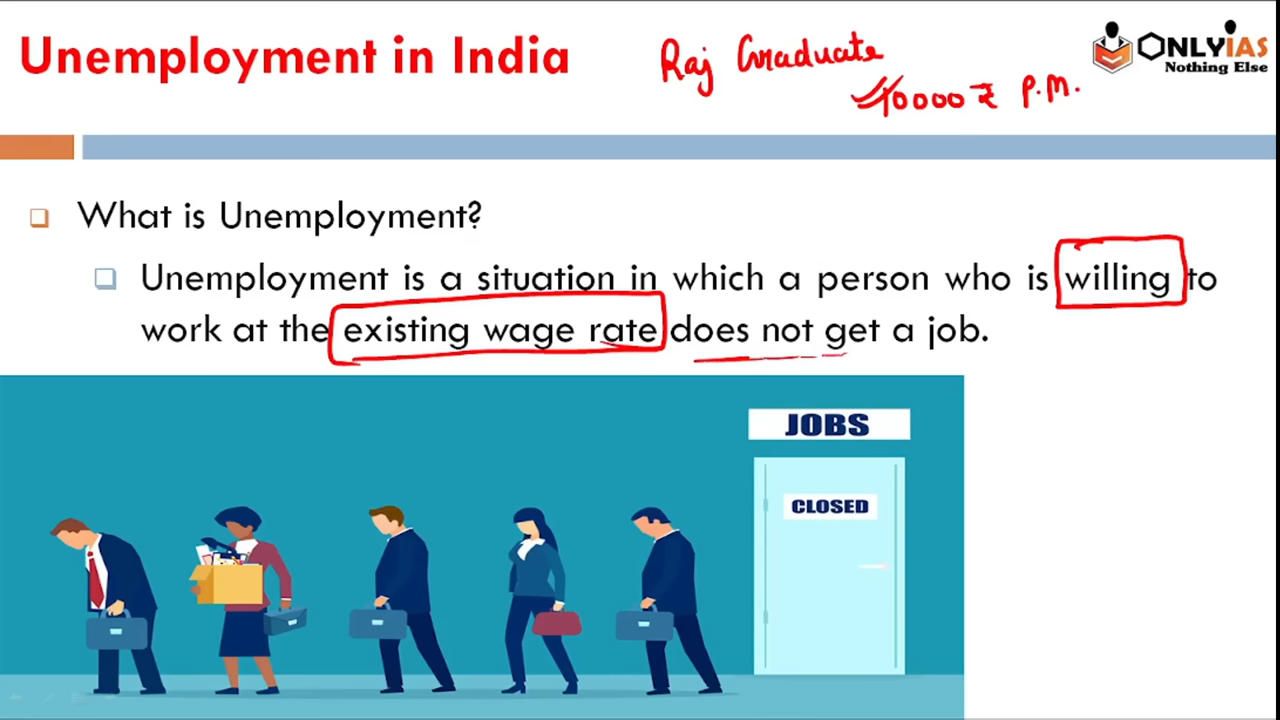 Unemployment in India
Raj Graduate
10000 ₹ P.M.
ONLYIAS
Nothing Else
What is Unemployment?
Unemployment is a situation in which a person who is willing to
work at the existing wage rate does not get a job.
JOBS
CLOSED